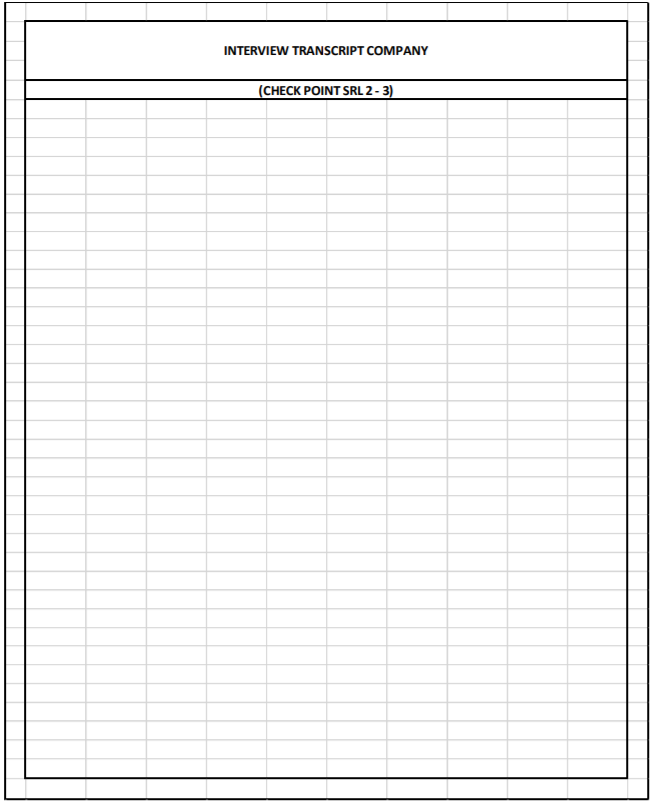 INTERVIEW TRANSCRIPT COMPANY
(CHECK POINT SRL 2 - 3)